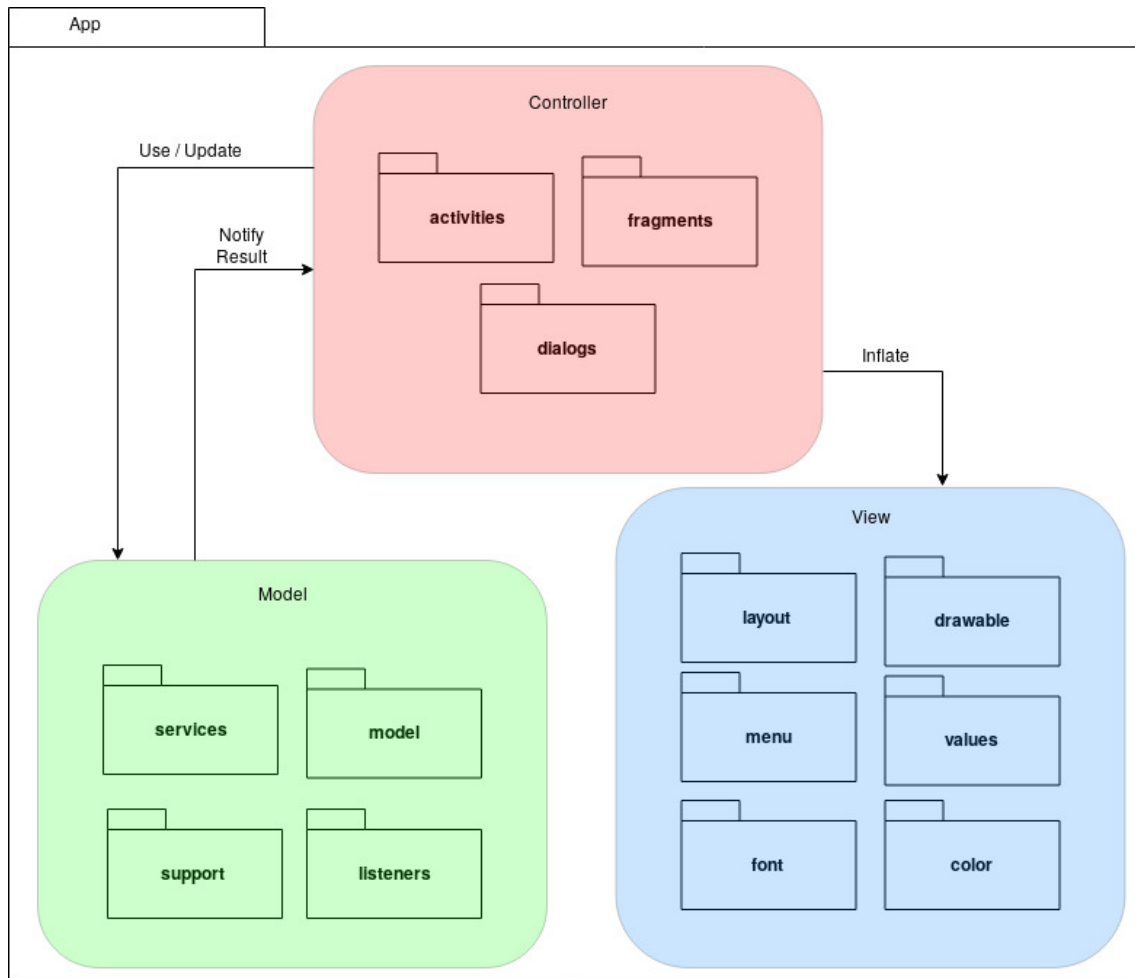 App
Controller
Use / Update
activities
fragments
Notify
Result
dialogs
Inflate
View
Model
layout
drawable
services
model
menu
values
support
listeners
font
color